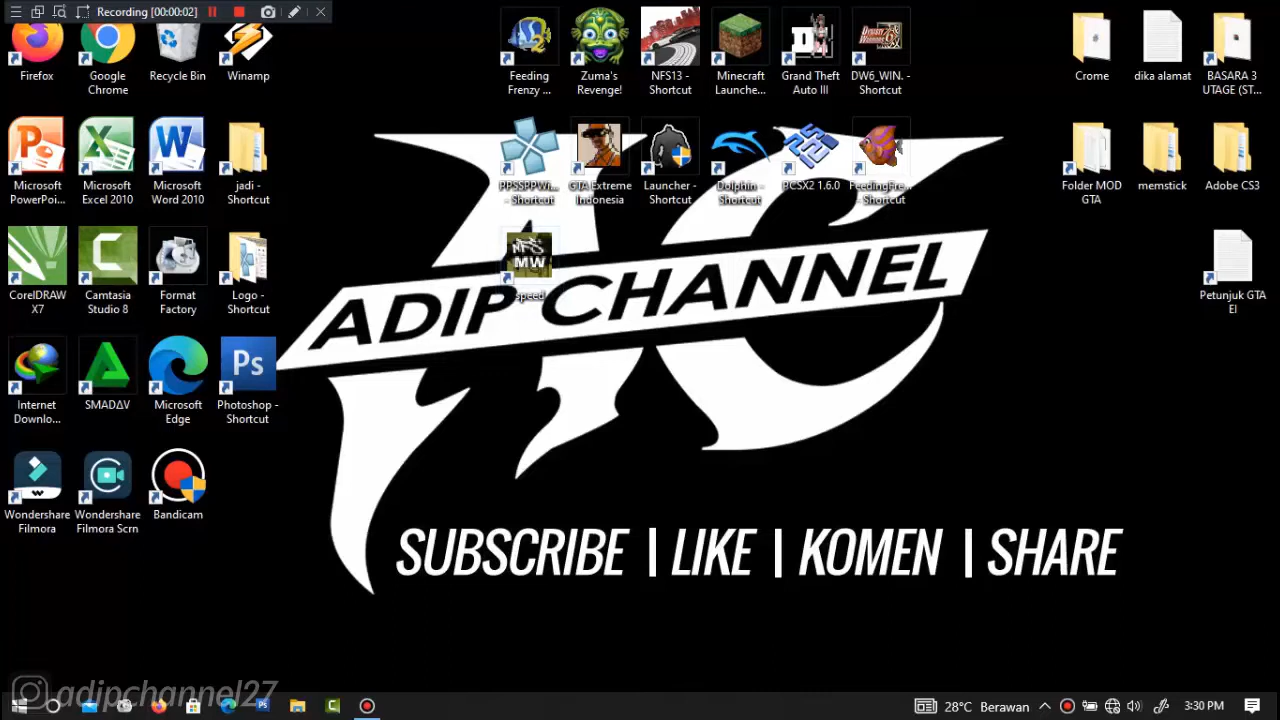 Recording [00:00:02]
Firefox
Google
Chrome
Recycle Bin
Winamp
Feeding
Frenzy ...
Zuma's
Revenge!
NFS13 -
Shortcut
Minecraft
Launche...
Grand Theft
Auto III
DW6_WIN. -
Shortcut
Crome
dika alamat
BASARA 3
UTAGE (ST...
Microsoft
PowerPoi...
Microsoft
Excel 2010
Microsoft
Word 2010
jadi -
Shortcut
PPSSPPWi...
- Shortcut
GTA Extreme
Indonesia
Launcher -
Shortcut
Dolphin -
Shortcut
PCSX2 1.6.0
FeedingFre...
- Shortcut
Folder MOD
GTA
memstick
Adobe CS3
CorelDRAW
X7
Camtasia
Studio 8
Format
Factory
Logo -
Shortcut
NFS
MW
speed
Petunjuk GTA
EI
ADIP CHANNEL
Internet
Downlo...
SMADΔV
Microsoft
Edge
Ps
Photoshop -
Shortcut
Wondershare
Filmora
Wondershare
Filmora Scrn
Bandicam
SUBSCRIBE | LIKE | KOMEN | SHARE
adipchannel27
28°C Berawan
3:30 PM